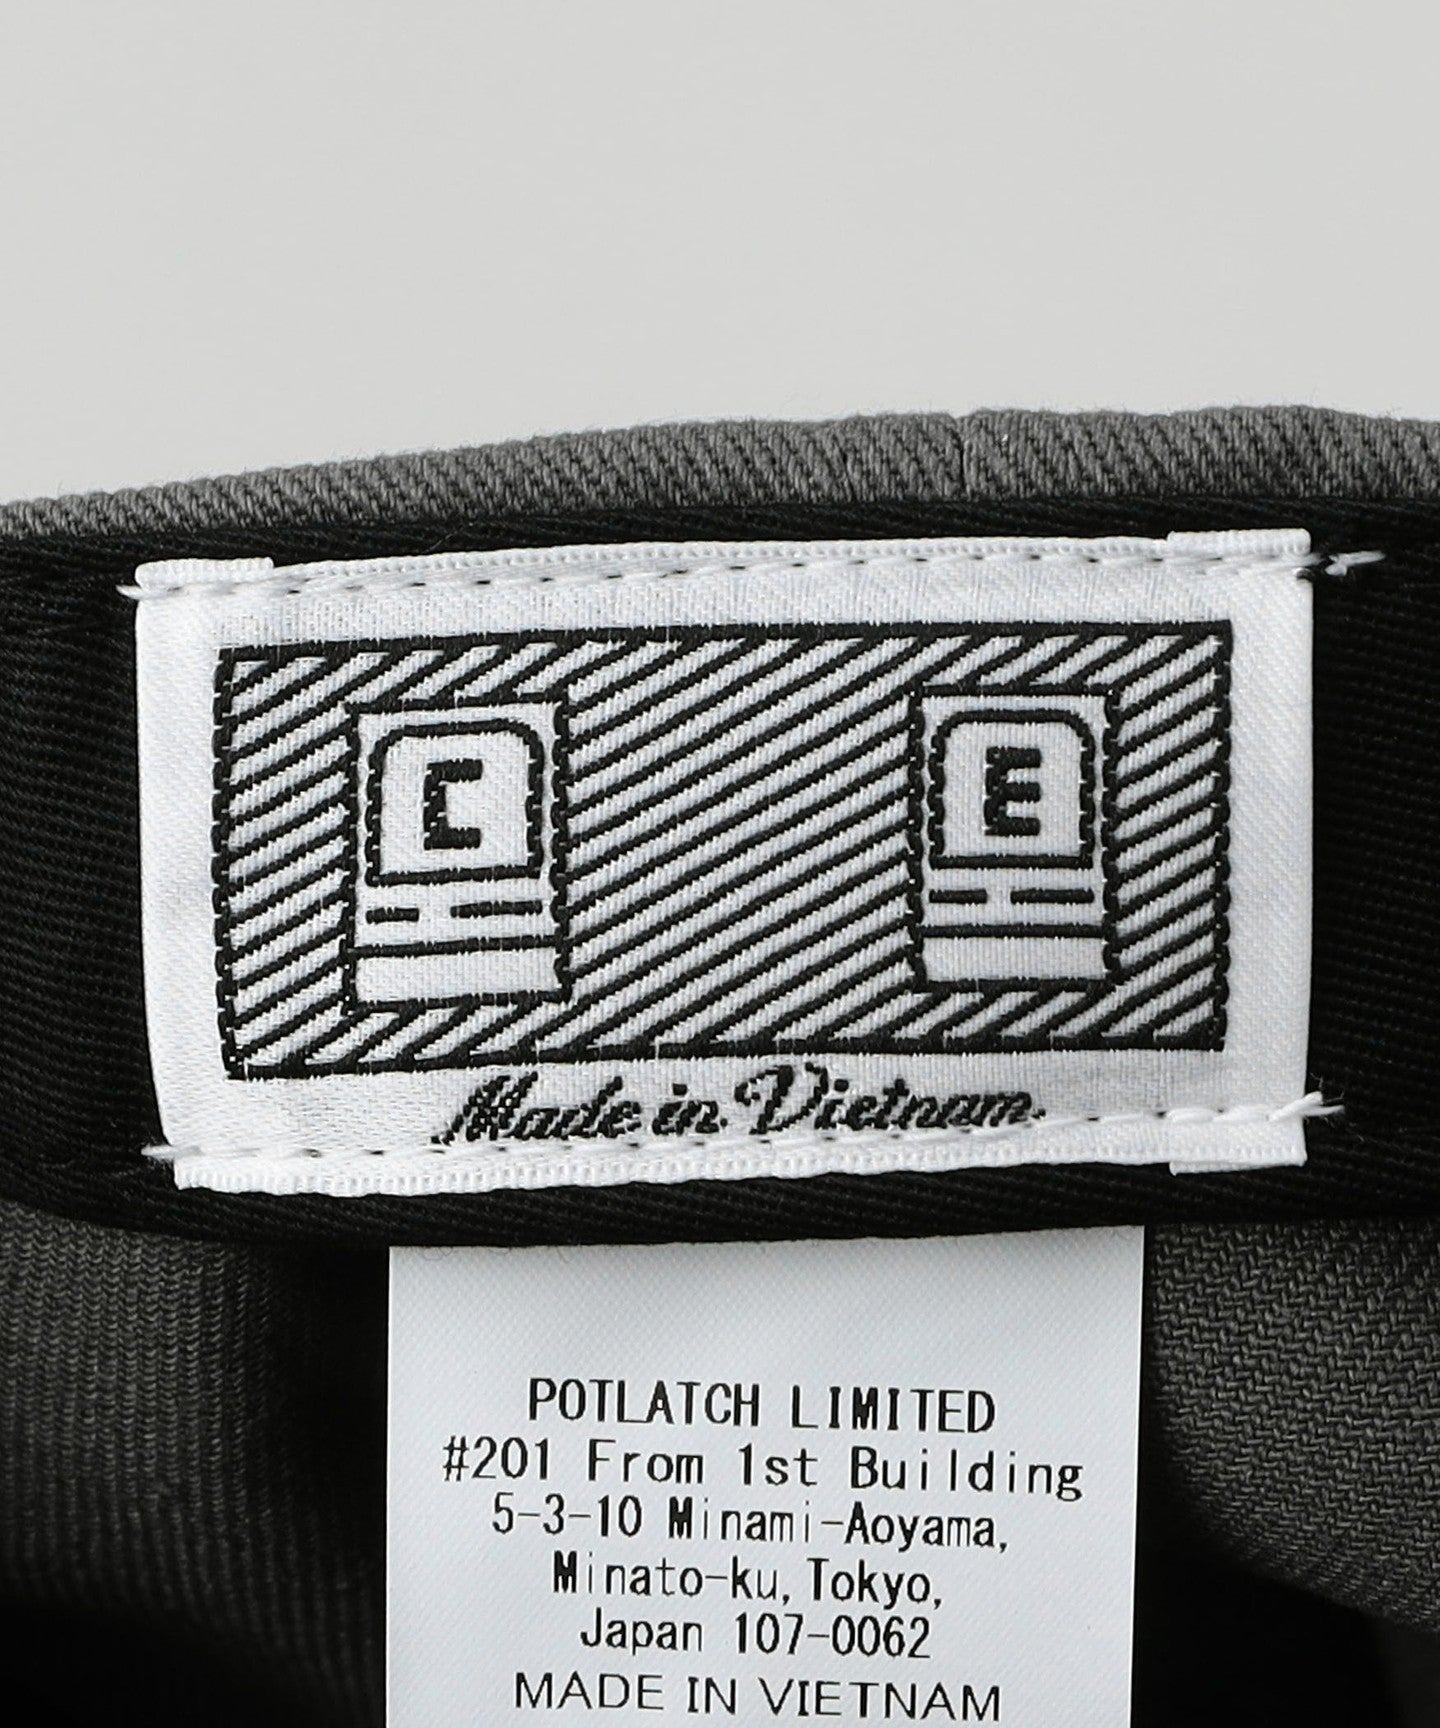 C E
Made in Vietnam.
POTLATCH LIMITED
#201 From 1st Building
5-3-10 Minami-Aoyama,
Minato-ku, Tokyo,
Japan 107-0062
MADE IN VIETNAM